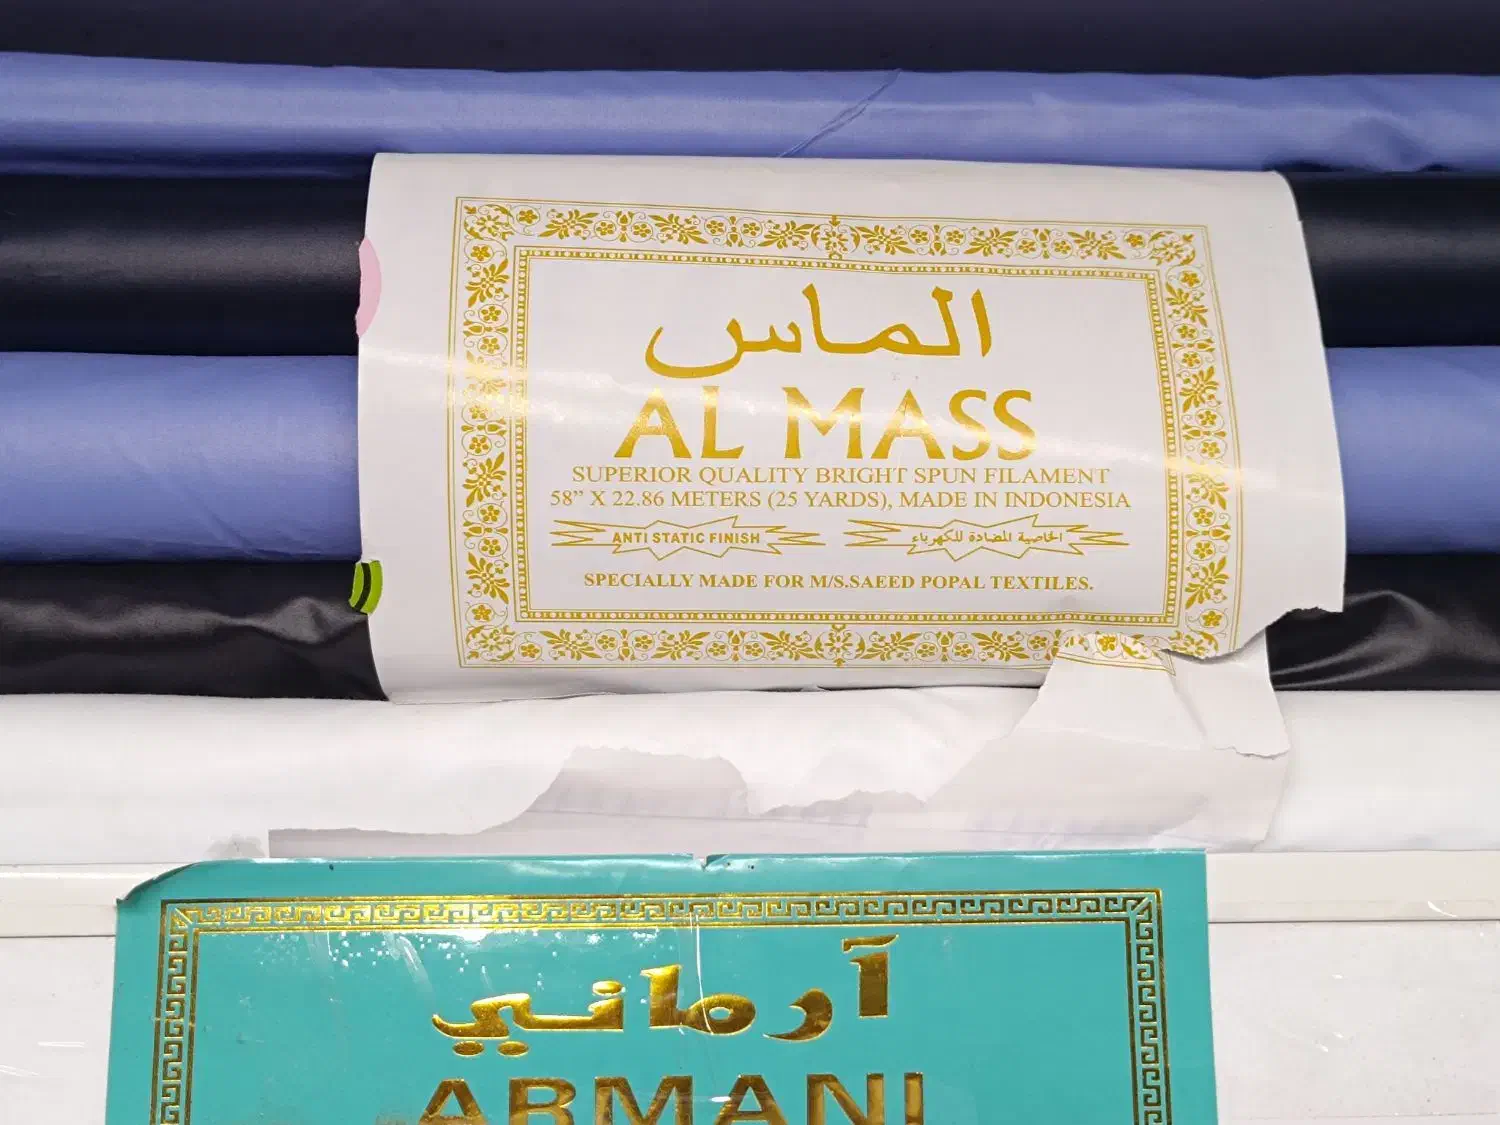 الماس
AL MASS
SUPERIOR QUALITY BRIGHT SPUN FILAMENT
58” X 22.86 METERS (25 YARDS), MADE IN INDONESIA
ANTI STATIC FINISH الخاصية المضادة للكهرباء
SPECIALLY MADE FOR M/S.SAEED POPAL TEXTILES.
آرماني
ARMANI